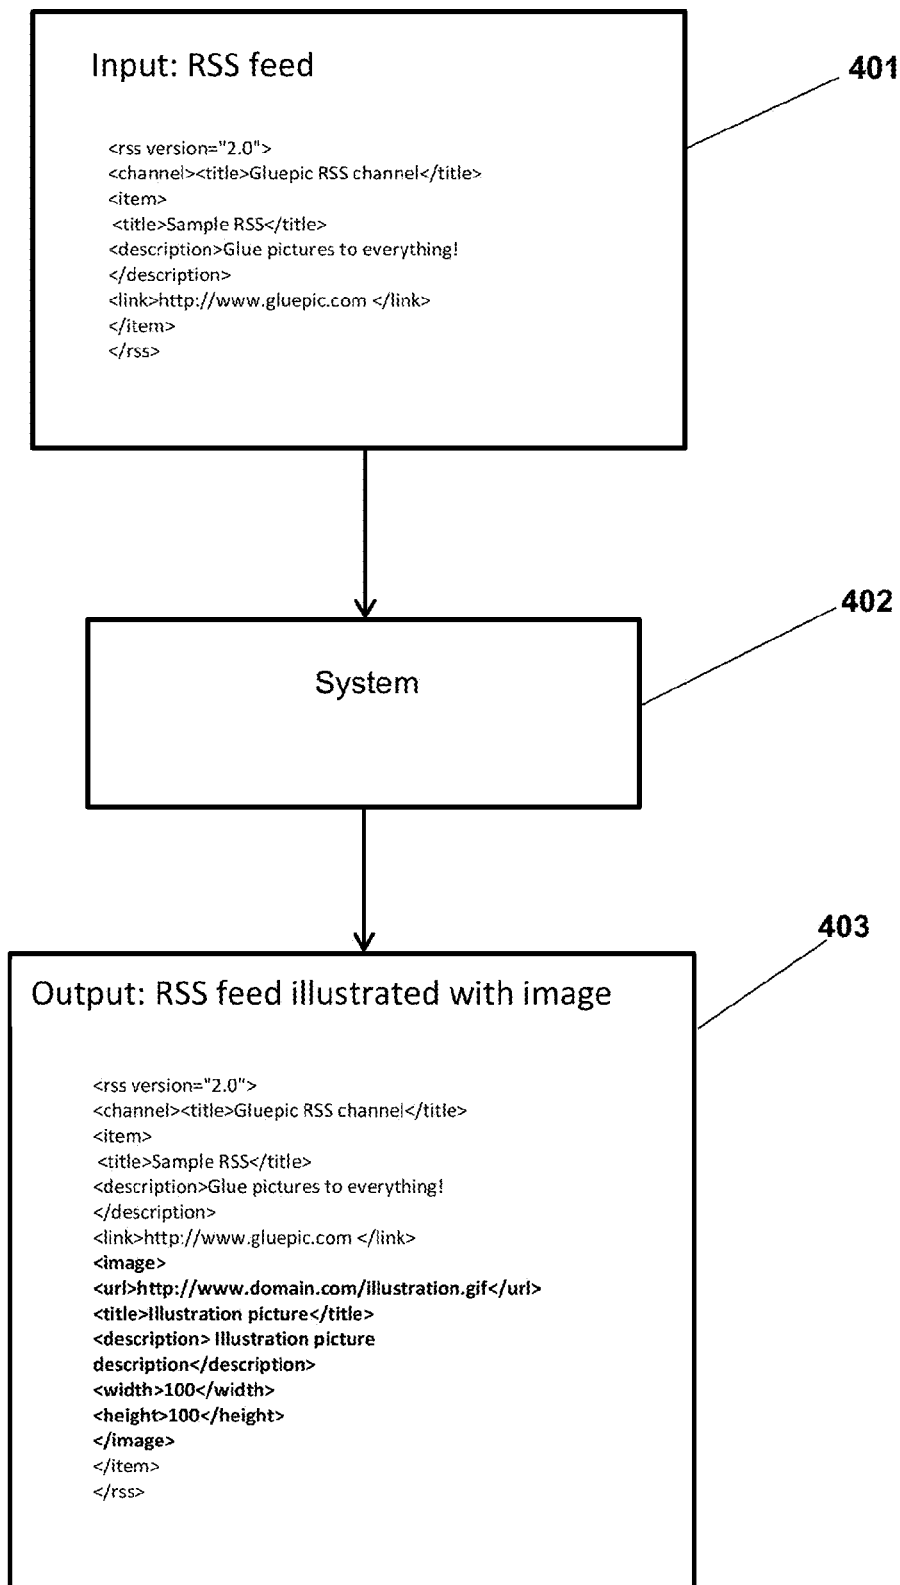 Input: RSS feed
401
<rss version="2.0">
<channel><title>Gluepic RSS channel</title>
<item>
<title>Sample RSS</title>
<description>Glue pictures to everything!
</description>
<link>http://www.gluepic.com </link>
</item>
</rss>
402
System
403
Output: RSS feed illustrated with image
<rss version="2.0">
<channel><title>Gluepic RSS channel</title>
<item>
<title>Sample RSS</title>
<description>Glue pictures to everything!
</description>
<link>http://www.gluepic.com </link>
<image>
<url>http://www.domain.com/illustration.gif</url>
<title>Illustration picture</title>
<description> Illustration picture
description</description>
<width>100</width>
<height>100</height>
</image>
</item>
</rss>